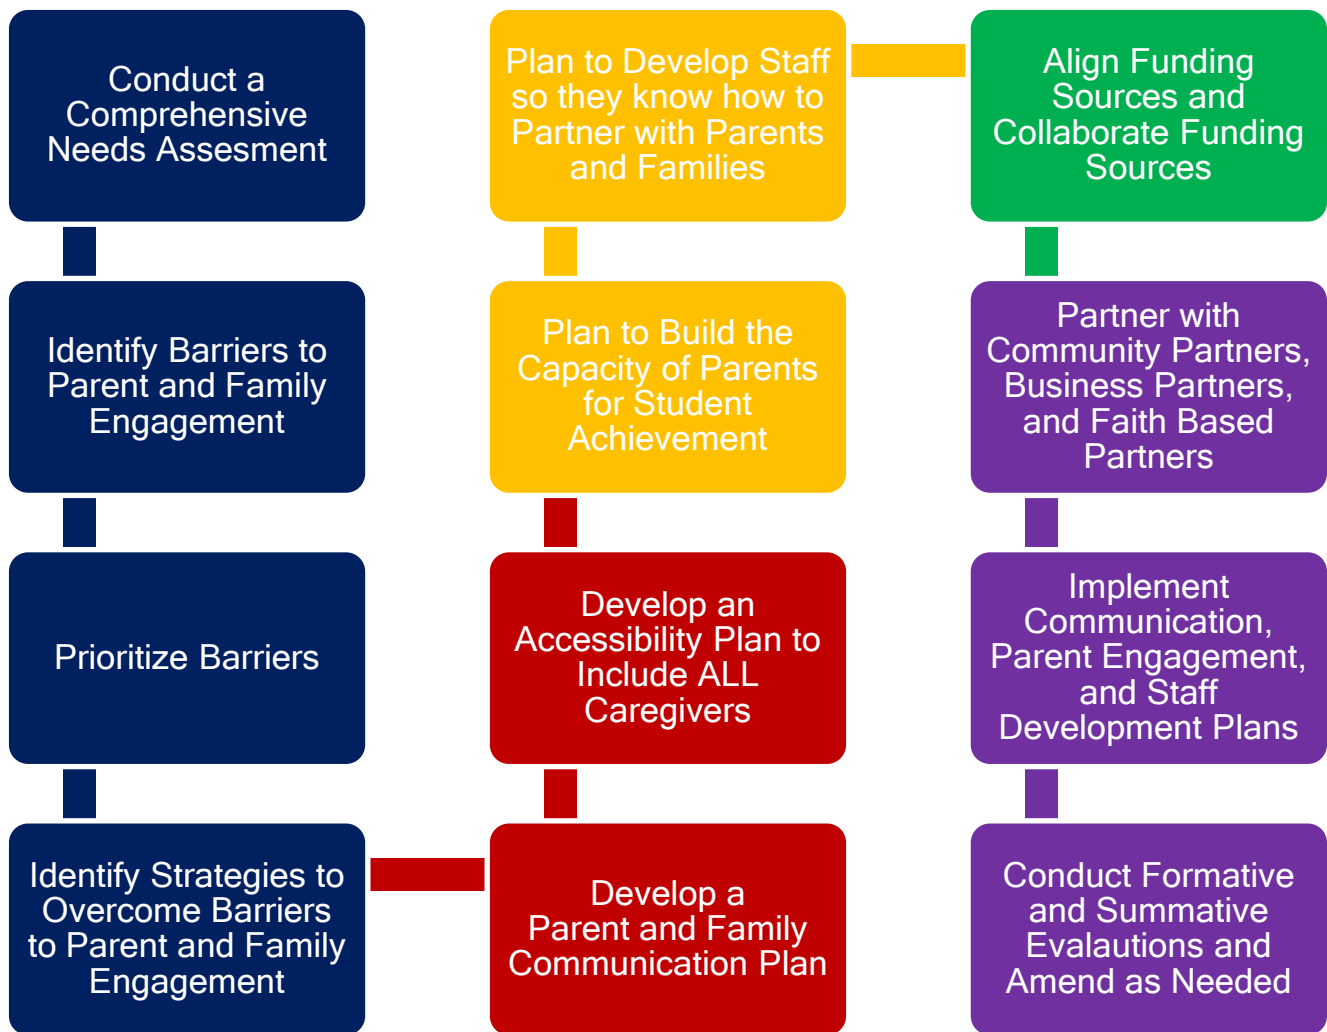 Conduct a
Comprehensive
Needs Assesment
Identify Barriers to
Parent and Family
Engagement
Prioritize Barriers
Identify Strategies to
Overcome Barriers
to Parent and Family
Engagement
Develop a
Parent and Family
Communication Plan
Develop an
Accessibility Plan to
Include ALL
Caregivers
Plan to Build the
Capacity of Parents
for Student
Achievement
Plan to Develop Staff
so they know how to
Partner with Parents
and Families
Align Funding
Sources and
Collaborate Funding
Sources
Partner with
Community Partners,
Business Partners,
and Faith Based
Partners
Implement
Communication,
Parent Engagement,
and Staff
Development Plans
Conduct Formative
and Summative
Evalautions and
Amend as Needed